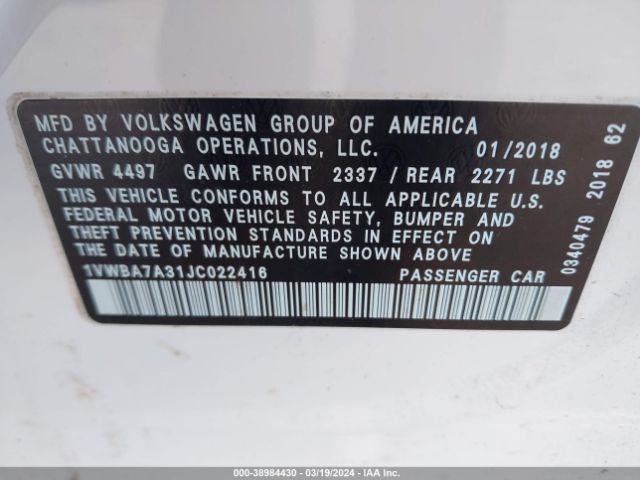 MFD BY VOLKSWAGEN GROUP OF AMERICA
CHATTANOOGA OPERATIONS, LLC. 01/2018
GVWR 4497 GAWR FRONT 2337 / REAR 2271 LBS
THIS VEHICLE CONFORMS TO ALL APPLICABLE U.S.
FEDERAL MOTOR VEHICLE SAFETY, BUMPER AND
THEFT PREVENTION STANDARDS IN EFFECT ON
THE DATE OF MANUFACTURE SHOWN ABOVE
1VWBA7A31JC022416 PASSENGER CAR
0340479 2018 62
000-38984430 - 03/19/2024 - IAA Inc.